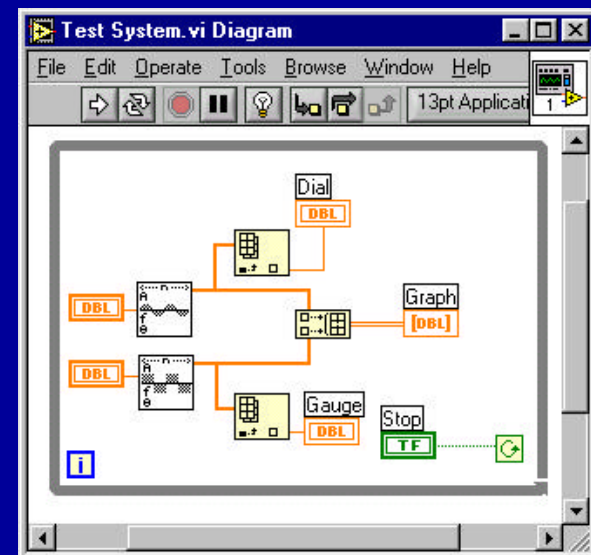 Test System.vi Diagram
File Edit Operate Tools Browse Window Help
13pt Applicati
1
Dial
DBL
DBL
A
f
θ
Graph
[DBL]
DBL
A
f
θ
Gauge
DBL
Stop
TF
i